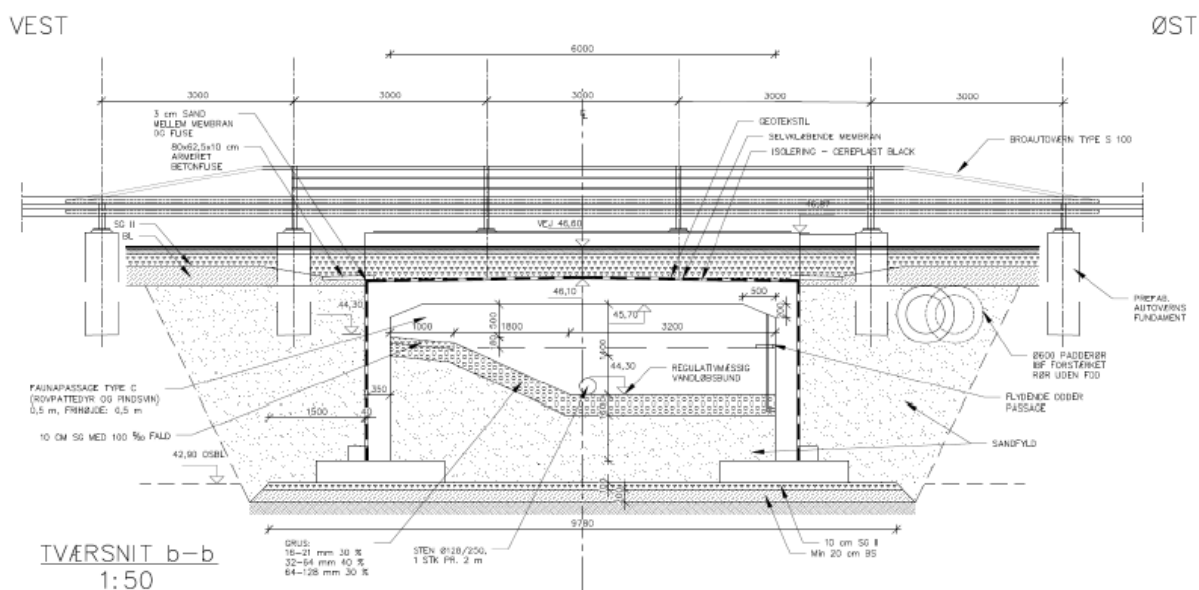 VEST
ØST
6000
3000
3000
3000
3000
3000
3 cm SAND
MELLEM MEMBRAN
OG FLISE
80x62,5x10 cm
ARMERET
BETONFLISE
GEOTEKSTIL
SELVKLÆBENDE MEMBRAN
ISOLERING - CEREPLAST BLACK
BROAUTOVÆRN TYPE S 100
SG II
BL
VEJ 46,60
46,87
46,10
500
200
44,30
45,70
500
1000
1800
3200
44,30
REGULATIVMÆSSIG
VANDLØBSBUND
PREFAB.
AUTOVÆRNS
FUNDAMENT
Ø600 PADDERØR
IBF FORSTÆRKET
RØR UDEN FOD
FLYDENDE ODDER
PASSAGE
SANDFYLD
FAUNAPASSAGE TYPE C
(ROVPATTEDYR OG PINDSVIN)
0,5 m, FRIHØJDE: 0,5 m
350
1500
40
10 CM SG MED 100 ‰ FALD
42,90 OSBL
100
9780
GRUS:
16-21 mm 30 %
32-64 mm 40 %
64-128 mm 30 %
STEN Ø128/250.
1 STK PR. 2 m
10 cm SG II
Min 20 cm BS
TVÆRSNIT b-b
1:50